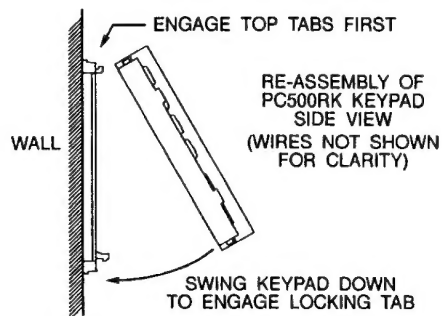 ENGAGE TOP TABS FIRST
RE-ASSEMBLY OF
PC500RK KEYPAD
SIDE VIEW
(WIRES NOT SHOWN
FOR CLARITY)
WALL
SWING KEYPAD DOWN
TO ENGAGE LOCKING TAB